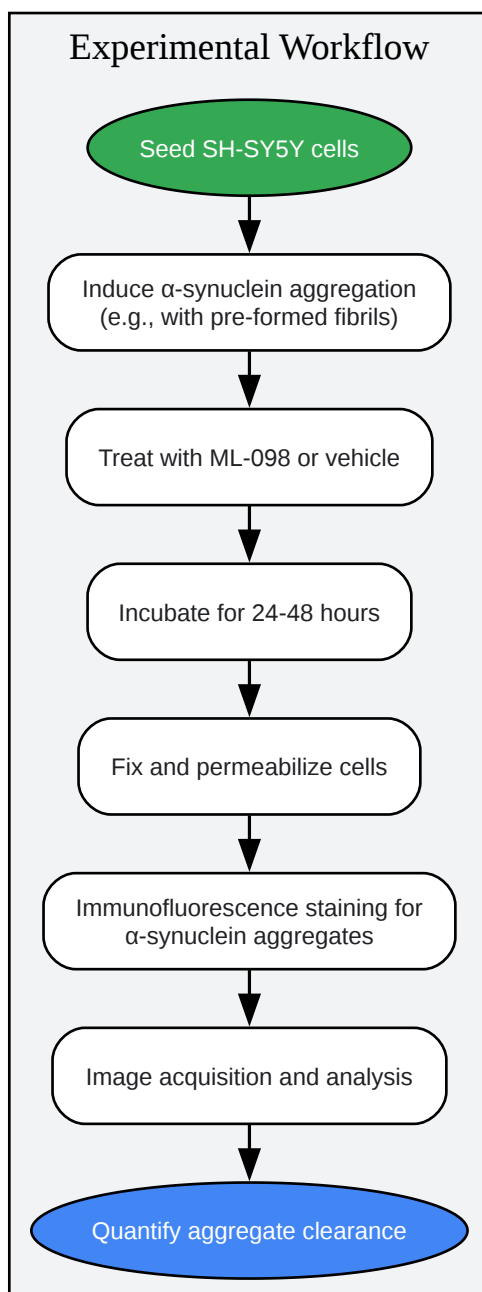 Experimental Workflow
Seed SH-SY5Y cells
Induce α-synuclein aggregation
(e.g., with pre-formed fibrils)
Treat with ML-098 or vehicle
Incubate for 24-48 hours
Fix and permeabilize cells
Immunofluorescence staining for
α-synuclein aggregates
Image acquisition and analysis
Quantify aggregate clearance